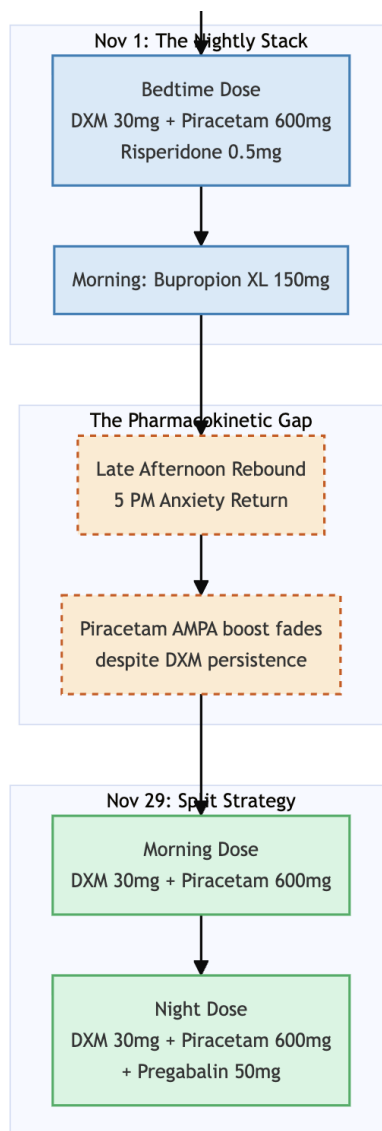 Nov 1: The Nightly Stack
Bedtime Dose
DXM 30mg + Piracetam 600mg
Risperidone 0.5mg
Morning: Bupropion XL 150mg
The Pharmacokinetic Gap
Late Afternoon Rebound
5 PM Anxiety Return
Piracetam AMPA boost fades
despite DXM persistence
Nov 29: Split Strategy
Morning Dose
DXM 30mg + Piracetam 600mg
Night Dose
DXM 30mg + Piracetam 600mg
+ Pregabalin 50mg